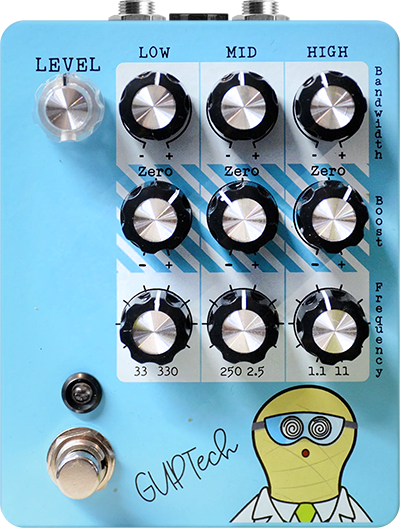 LEVEL
LOW MID HIGH
Bandwidth
- + - + - +
Zero Zero Zero
Boost
- + - + - +
Frequency
33 330 250 2.5 1.1 11
GUPTech